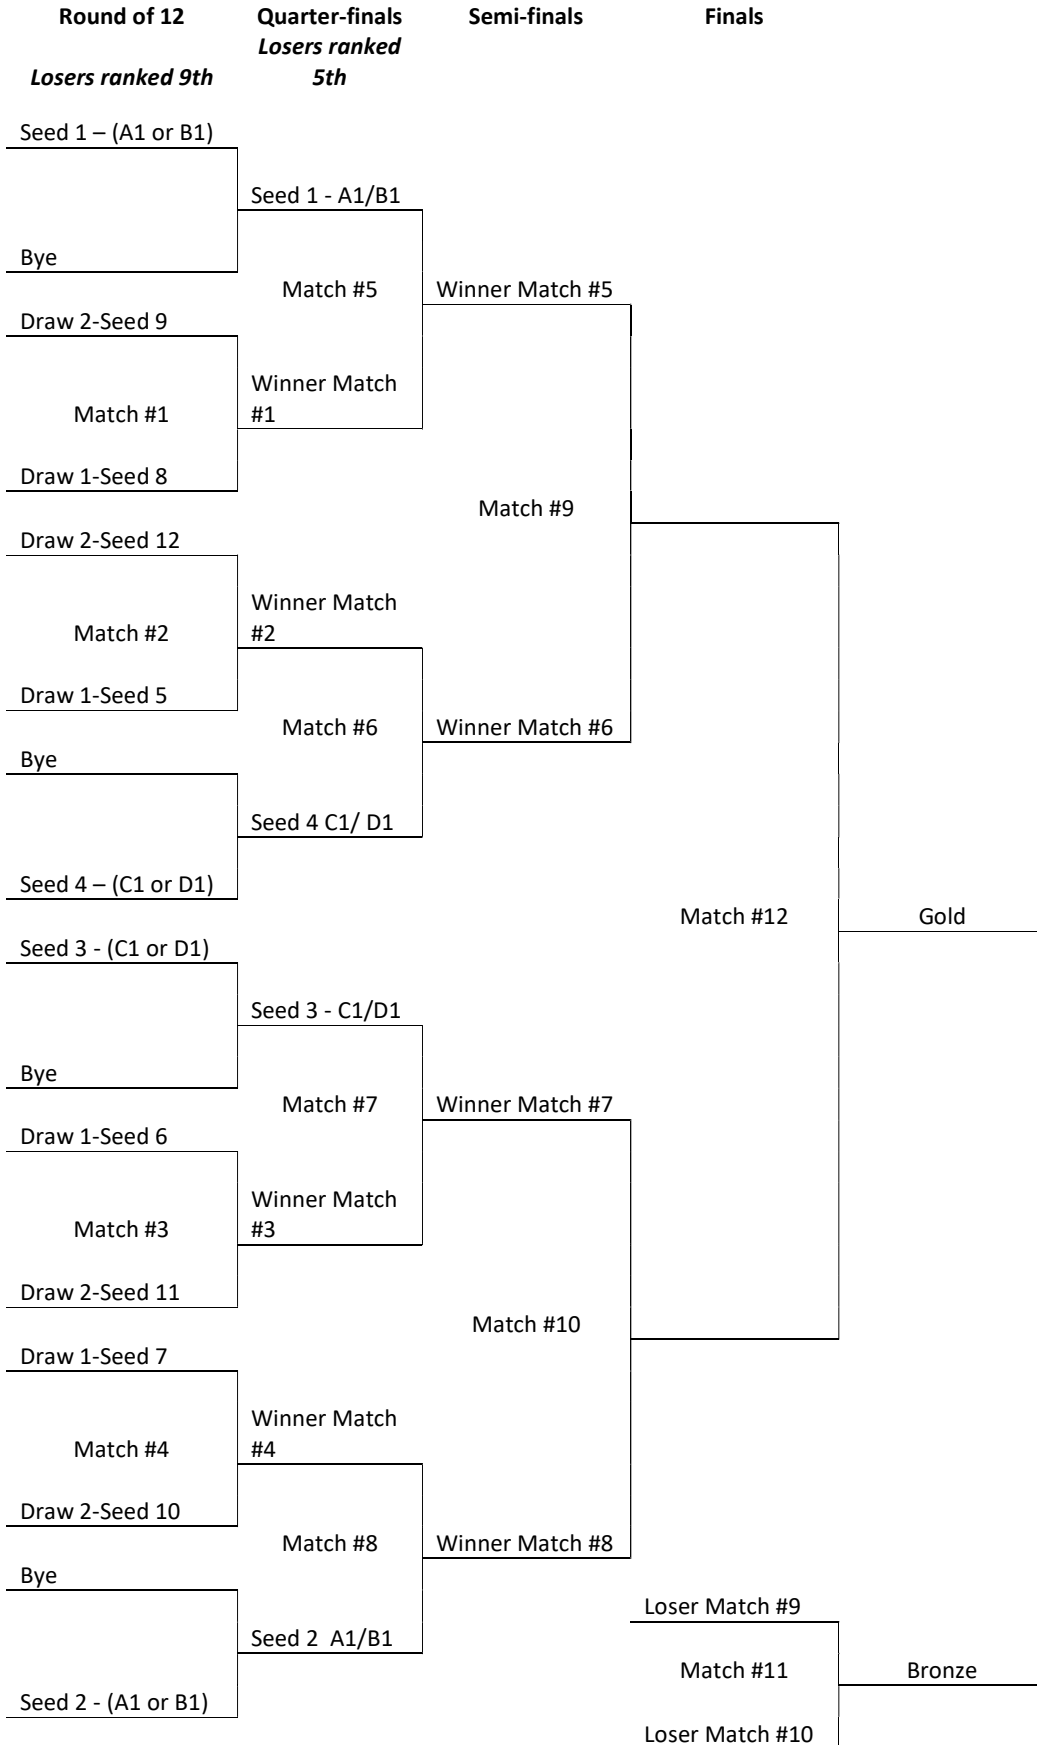 Round of 12
Quarter-finals
Semi-finals
Finals
Losers ranked
Losers ranked 9th
5th
Seed 1 – (A1 or B1)
Seed 1 - A1/B1
Bye
Match #5
Winner Match #5
Draw 2-Seed 9
Winner Match
Match #1
#1
Draw 1-Seed 8
Match #9
Draw 2-Seed 12
Winner Match
Match #2
#2
Draw 1-Seed 5
Match #6
Winner Match #6
Bye
Seed 4 C1/ D1
Seed 4 – (C1 or D1)
Match #12
Gold
Seed 3 - (C1 or D1)
Seed 3 - C1/D1
Bye
Match #7
Winner Match #7
Draw 1-Seed 6
Winner Match
Match #3
#3
Draw 2-Seed 11
Match #10
Draw 1-Seed 7
Winner Match
Match #4
#4
Draw 2-Seed 10
Match #8
Winner Match #8
Bye
Loser Match #9
Seed 2  A1/B1
Match #11
Bronze
Seed 2 - (A1 or B1)
Loser Match #10